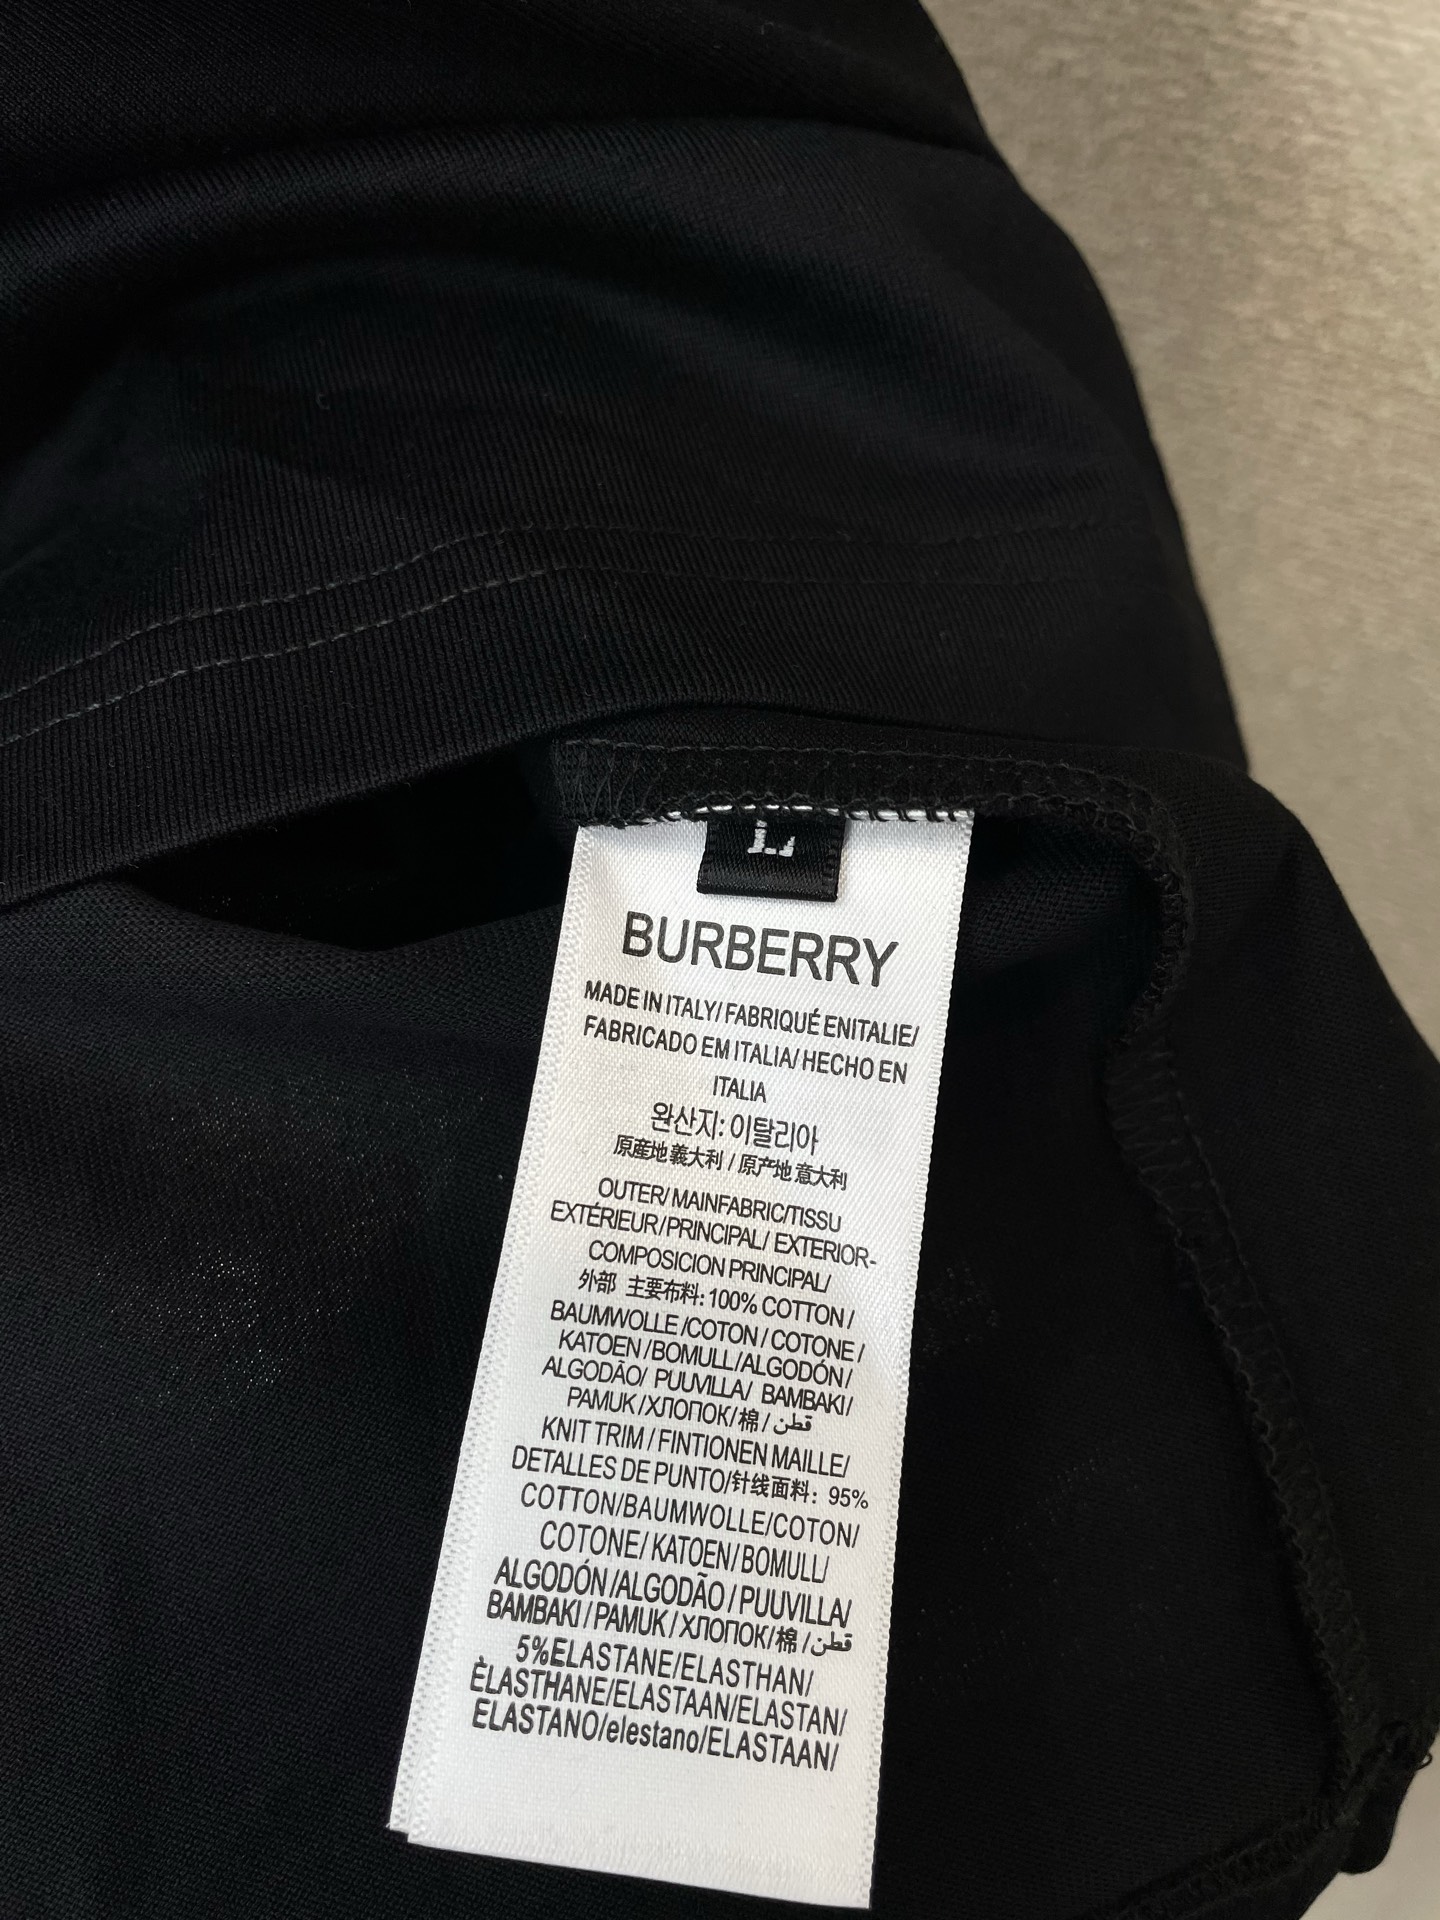 L
BURBERRY
MADE IN ITALY/ FABRIQUÉ ENITALIE/
FABRICADO EM ITALIA/ HECHO EN
ITALIA
완산지: 이탈리아
原産地 義大利 / 原产地 意大利
OUTER/ MAINFABRIC/TISSU
EXTÉRIEUR/PRINCIPAL/ EXTERIOR-
COMPOSICION PRINCIPAL/
外部 主要布料: 100% COTTON /
BAUMWOLLE /COTON / COTONE /
KATOEN /BOMULL/ALGODÓN /
ALGODÃO/ PUUVILLA/ BAMBAKI/
PAMUK /ХЛОПОК/棉 / قطن
KNIT TRIM / FINTIONEN MAILLE/
DETALLES DE PUNTO/针线面料: 95%
COTTON/BAUMWOLLE/COTON/
COTONE/ KATOEN/ BOMULL/
ALGODÓN /ALGODÃO / PUUVILLA/
BAMBAKI / PAMUK / ХЛОПОК/棉 /قطن
5%ELASTANE/ELASTHAN/
ÈLASTHANE/ELASTAAN/ELASTAN/
ELASTANO/elestano/ELASTAAN/